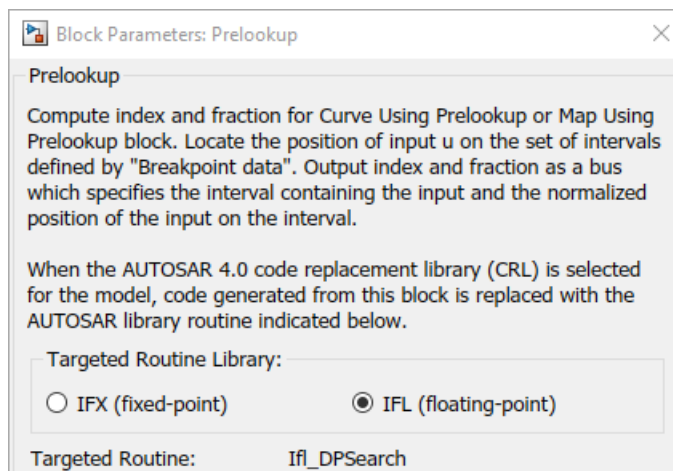 Block Parameters: Prelookup
Prelookup
Compute index and fraction for Curve Using Prelookup or Map Using
Prelookup block. Locate the position of input u on the set of intervals
defined by "Breakpoint data". Output index and fraction as a bus
which specifies the interval containing the input and the normalized
position of the input on the interval.
When the AUTOSAR 4.0 code replacement library (CRL) is selected
for the model, code generated from this block is replaced with the
AUTOSAR library routine indicated below.
Targeted Routine Library:
IFX (fixed-point) IFL (floating-point)
Targeted Routine: Ifl_DPSearch